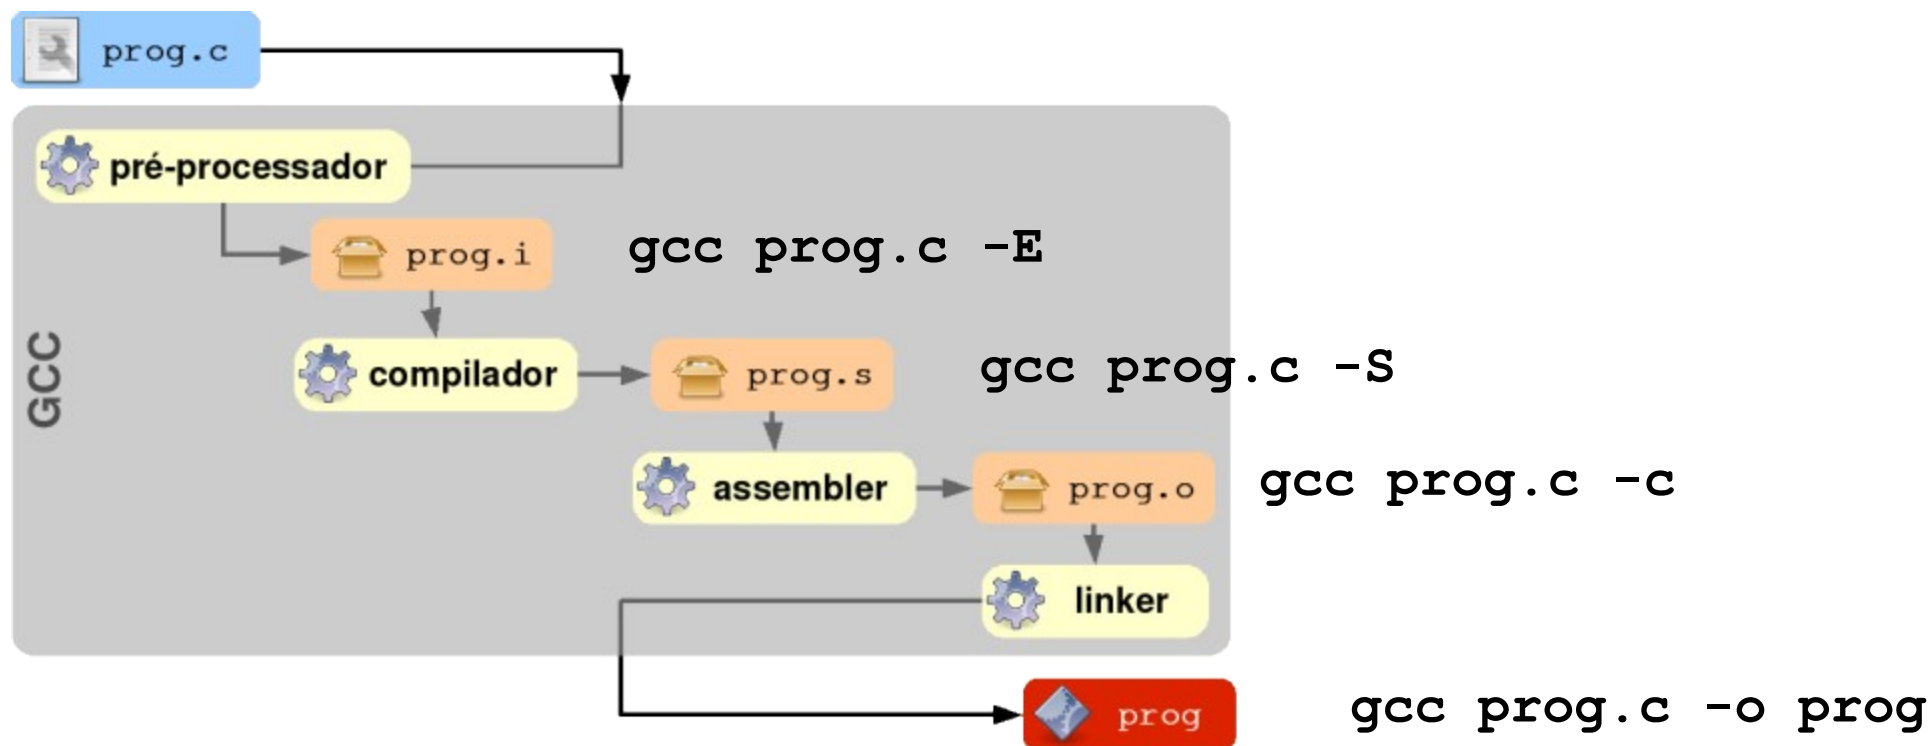 prog.c
pré-processador
prog.i
gcc prog.c -E
GCC
compilador
prog.s
gcc prog.c -S
assembler
prog.o
gcc prog.c -c
linker
prog
gcc prog.c -o prog